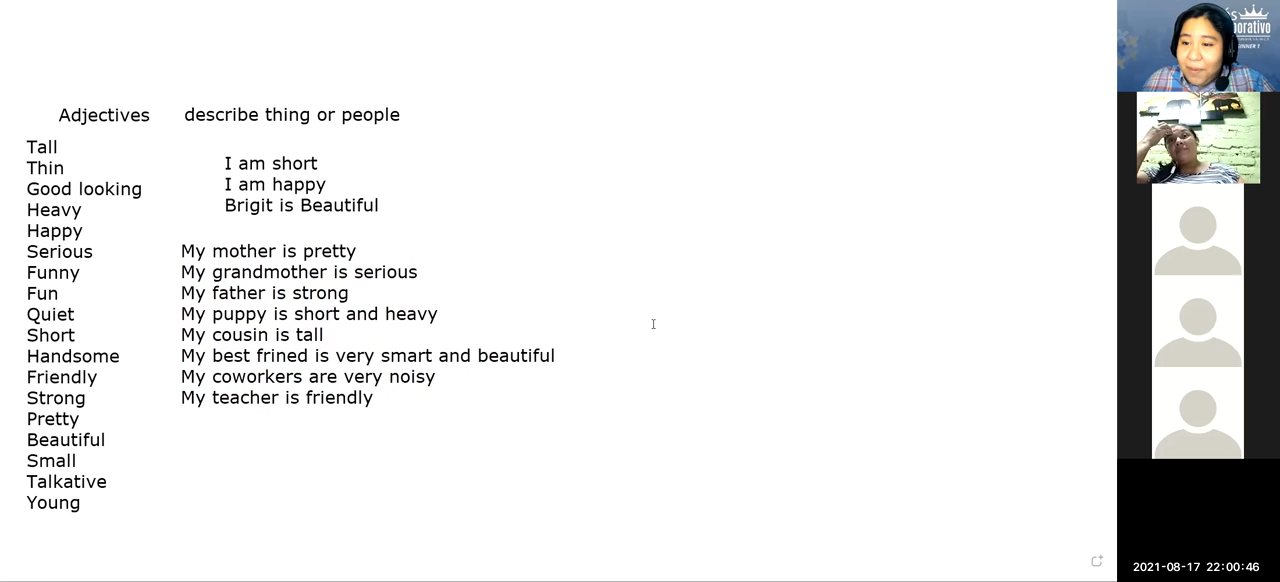 Adjectives describe thing or people
Tall
Thin
Good looking
Heavy
Happy
Serious
Funny
Fun
Quiet
Short
Handsome
Friendly
Strong
Pretty
Beautiful
Small
Talkative
Young
I am short
I am happy
Brigit is Beautiful
My mother is pretty
My grandmother is serious
My father is strong
My puppy is short and heavy
My cousin is tall
My best frined is very smart and beautiful
My coworkers are very noisy
My teacher is friendly
2021-08-17 22:00:46